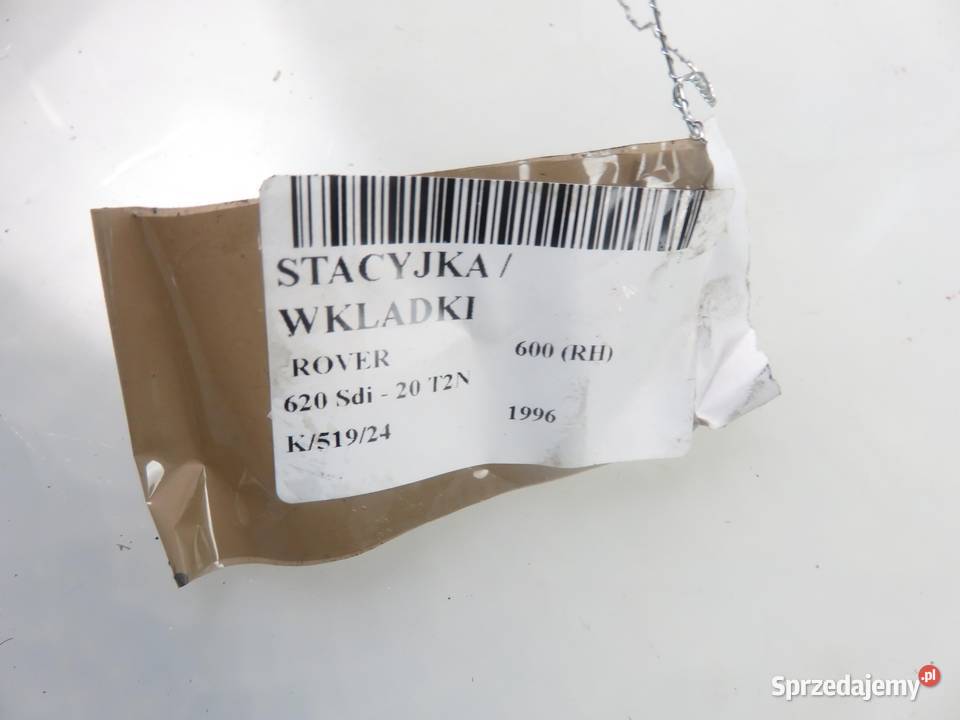 STACYJKA /
WKLADKI
ROVER 600 (RH)
620 Sdi - 20 T2N
K/519/24 1996
Sprzedajemy.pl